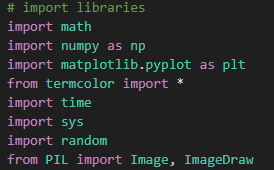 # import libraries
import math
import numpy as np
import matplotlib.pyplot as plt
from termcolor import *
import time
import sys
import random
from PIL import Image, ImageDraw